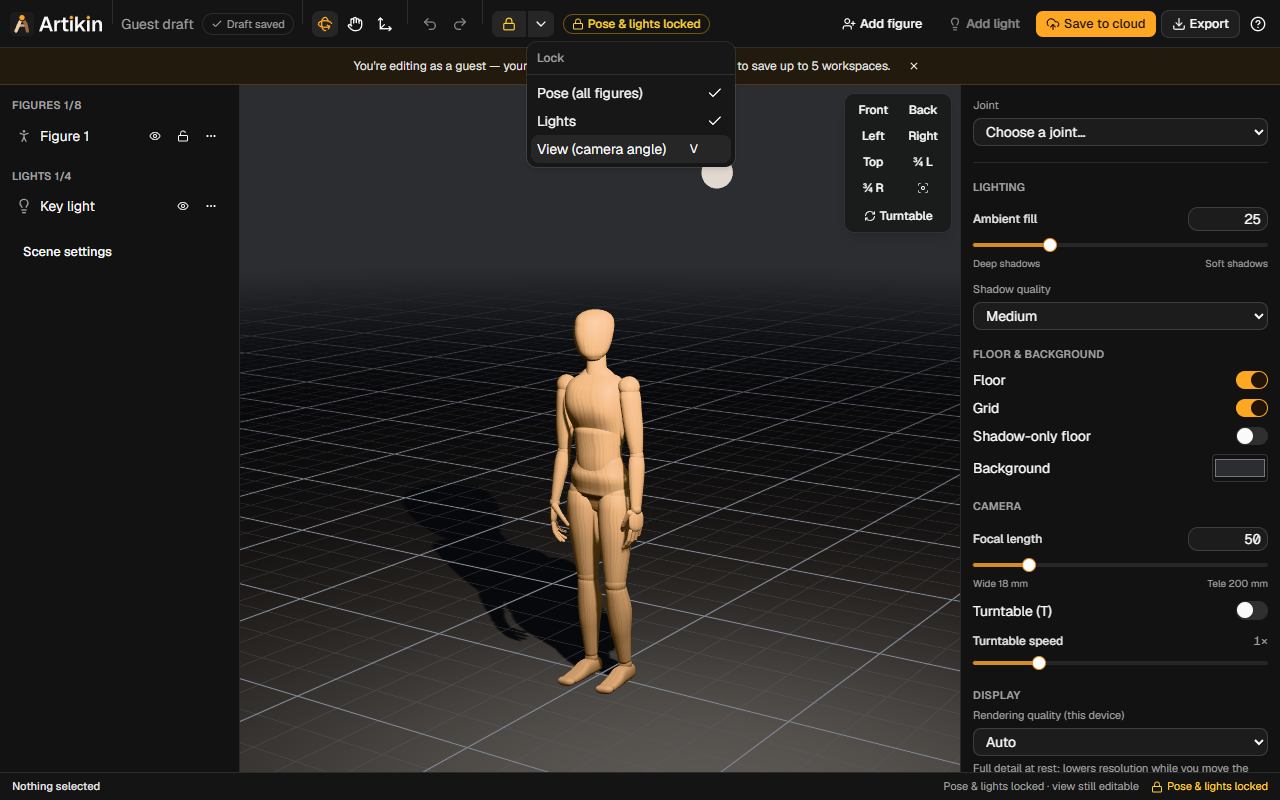 Artikin Guest draft Draft saved Pose & lights locked Add figure Add light Save to cloud Export
You're editing as a guest — your to save up to 5 workspaces.
Lock
Pose (all figures)
Lights
View (camera angle) V
FIGURES 1/8
Figure 1
LIGHTS 1/4
Key light
Scene settings
Front Back
Left Right
Top ¾ L
¾ R
Turntable
Joint
Choose a joint...
LIGHTING
Ambient fill 25
Deep shadows Soft shadows
Shadow quality
Medium
FLOOR & BACKGROUND
Floor
Grid
Shadow-only floor
Background
CAMERA
Focal length 50
Wide 18 mm Tele 200 mm
Turntable (T)
Turntable speed 1×
DISPLAY
Rendering quality (this device)
Auto
Full detail at rest; lowers resolution while you move the
Nothing selected Pose & lights locked · view still editable Pose & lights locked